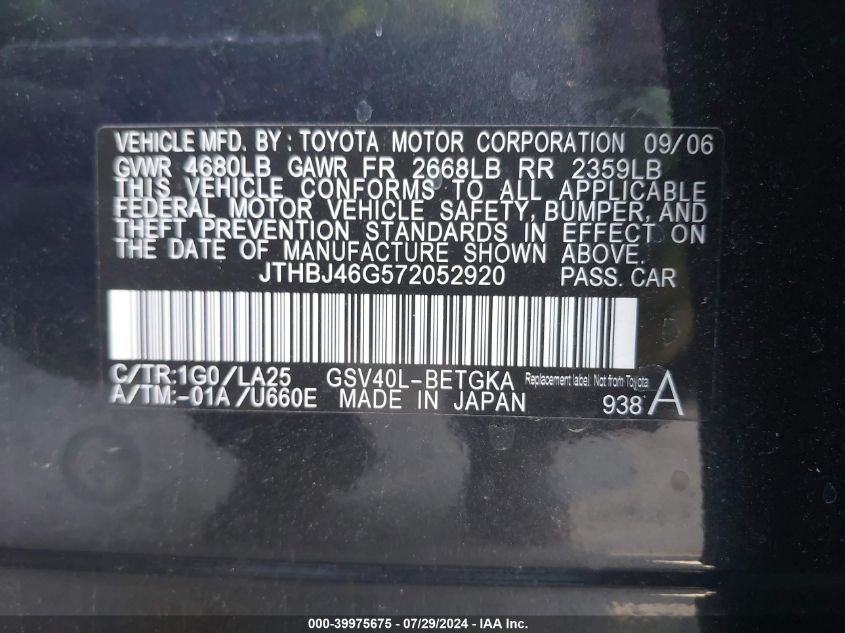 VEHICLE MFD. BY: TOYOTA MOTOR CORPORATION 09/06
GVWR 4680LB GAWR FR 2668LB RR 2359LB
THIS VEHICLE CONFORMS TO ALL APPLICABLE
FEDERAL MOTOR VEHICLE SAFETY, BUMPER, AND
THEFT PREVENTION STANDARDS IN EFFECT ON
THE DATE OF MANUFACTURE SHOWN ABOVE.
JTHBJ46G572052920 PASS. CAR
C/TR:1G0/LA25 GSV40L-BETGKA Replacement label: Not from Toyota
A/TM:-01A/U660E MADE IN JAPAN 938 A
000-39975675 / 07/29/2024 - IAA Inc.